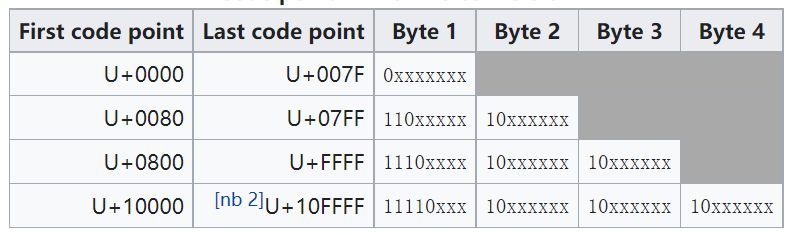 First code point Last code point Byte 1 Byte 2 Byte 3 Byte 4
U+0000 U+007F 0xxxxxxx
U+0080 U+07FF 110xxxxx 10xxxxxx
U+0800 U+FFFF 1110xxxx 10xxxxxx 10xxxxxx
U+10000 [nb 2]U+10FFFF 11110xxx 10xxxxxx 10xxxxxx 10xxxxxx